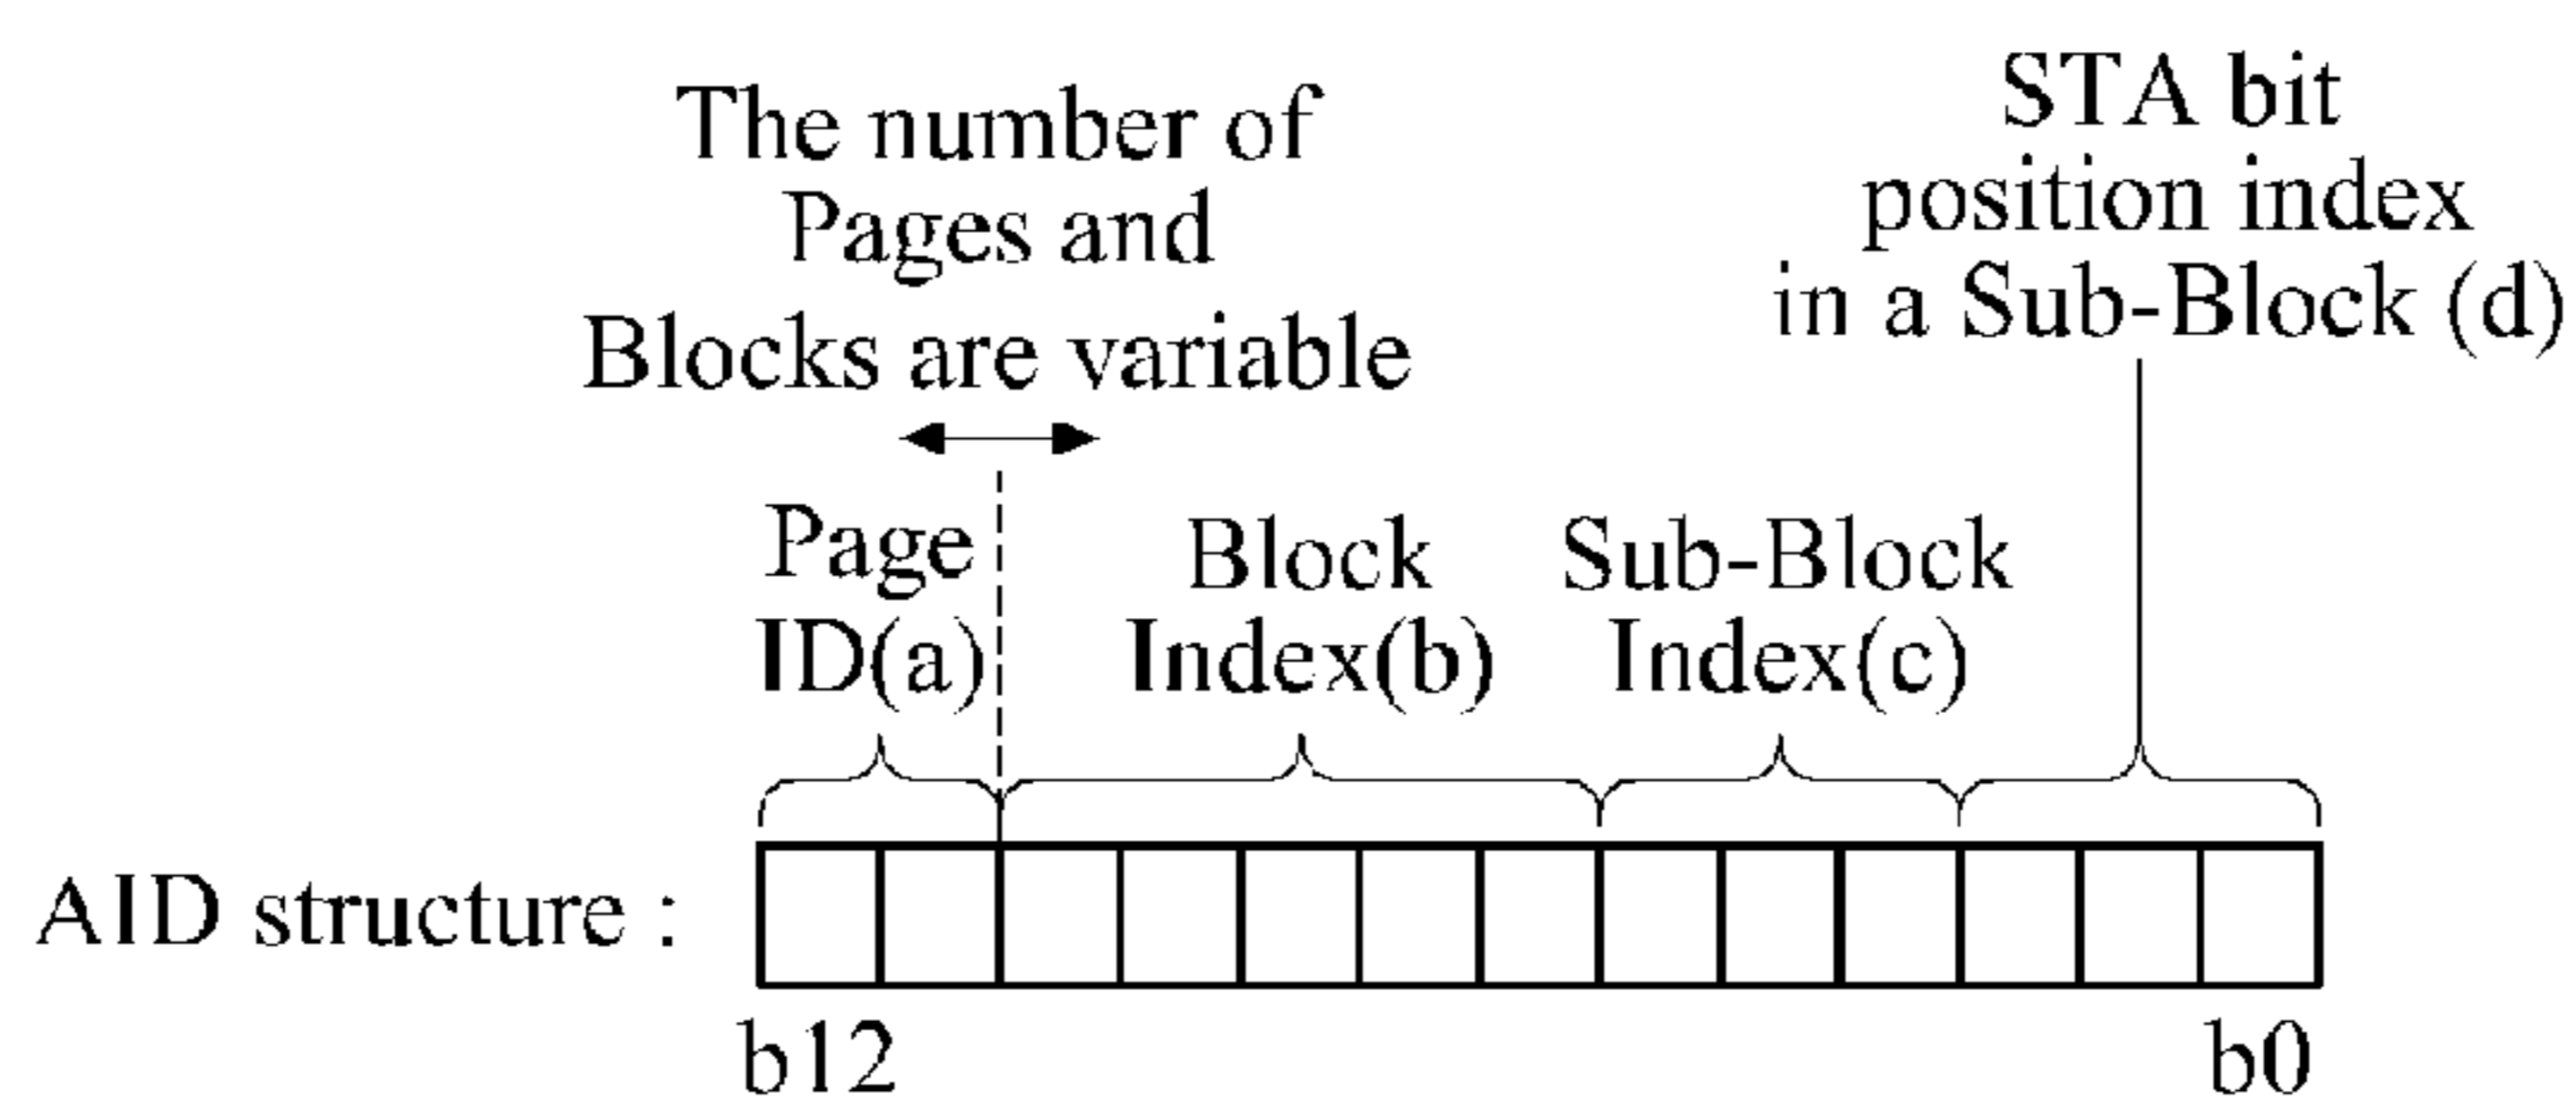 The number of
Pages and
Blocks are variable
STA bit
position index
in a Sub-Block (d)
Page
ID(a)
Block
Index(b)
Sub-Block
Index(c)
AID structure :
b12
b0